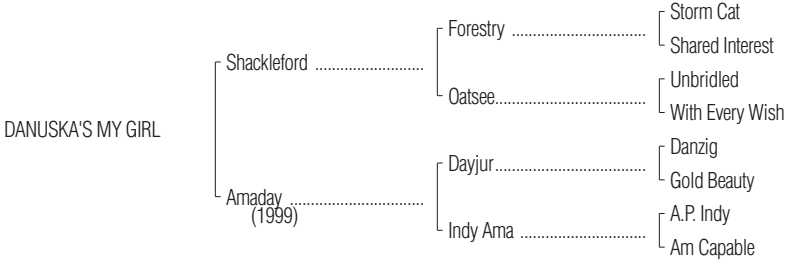 Storm Cat
Forestry ................................
Shared Interest
Shackleford ..........................
Unbridled
Oatsee....................................
With Every Wish
DANUSKA'S MY GIRL
Danzig
Dayjur....................................
Gold Beauty
Amaday ................................
(1999)
A.P. Indy
Indy Ama ..............................
Am Capable